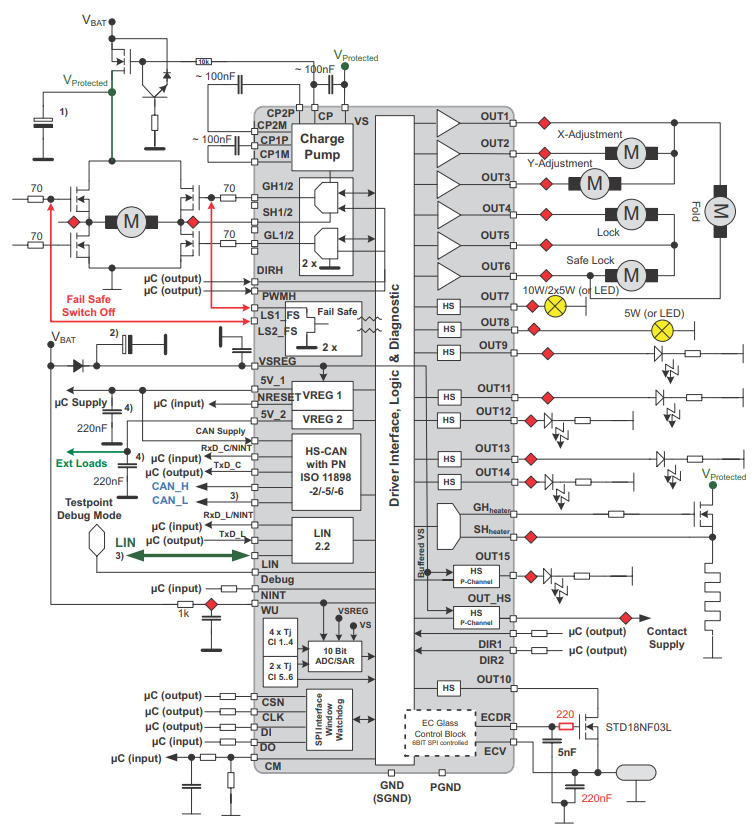 VBAT
VProtected
1)
10k
~ 100nF
~ 100nF
~ 100nF
VProtected
CP2P
CP
VS
CP2M
CP1P
CP1M
Charge
Pump
70
70
70
70
M
GH1/2
SH1/2
GL1/2
2 x
DIRH
µC (output)
µC (output)
PWMH
Fail Safe
Switch Off
LS1_FS
LS2_FS
Fail Safe
2 x
VBAT
2)
VSREG
5V_1
VREG 1
µC Supply
4)
µC (input)
NRESET
5V_2
VREG 2
220nF
CAN Supply
Ext Loads
4)
220nF
RxD_C/NINT
µC (input)
TxD_C
µC (output)
CAN_H
CAN_L
3)
HS-CAN
with PN
ISO 11898
-2/-5/-6
Testpoint
Debug Mode
RxD_L/NINT
µC (input)
TxD_L
µC (output)
LIN
2.2
LIN
3)
LIN
Debug
µC (input)
NINT
1k
WU
VSREG
VS
4 x Tj
Cl 1..4
2 x Tj
Cl 5..6
10 Bit
ADC/SAR
µC (output)
CSN
µC (output)
CLK
µC (output)
DI
µC (input)
DO
µC (input)
CM
SPI Interface
Window
Watchdog
Driver Interface, Logic & Diagnostic
Buffered VS
OUT1
OUT2
OUT3
OUT4
OUT5
OUT6
X-Adjustment
M
Y-Adjustment
M
Lock
M
Safe Lock
M
Fold
M
OUT7
HS
10W/2x5W (or LED)
OUT8
HS
5W (or LED)
OUT9
HS
OUT11
HS
OUT12
HS
OUT13
HS
OUT14
HS
VProtected
GHheater
SHheater
OUT15
HS
P-Channel
OUT_HS
HS
P-Channel
Contact
Supply
µC (output)
DIR1
µC (output)
DIR2
OUT10
HS
ECDR
220
STD18NF03L
EC Glass
Control Block
6BIT SPI controlled
ECV
5nF
220nF
GND
(SGND)
PGND